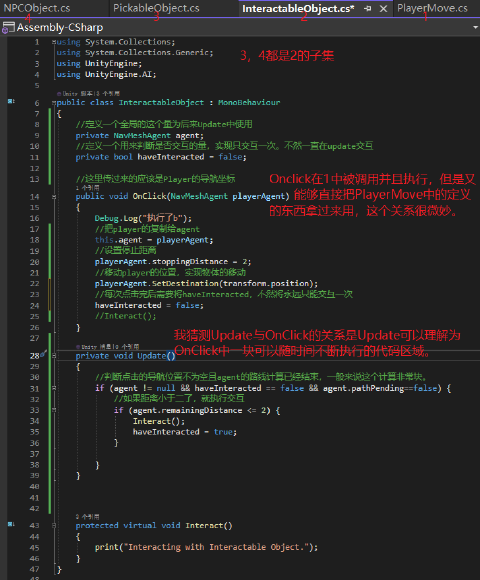 NPCObject.cs PickableObject.cs InteractableObject.cs* PlayerMove.cs
4 3 2 1
Assembly-CSharp
1 using System.Collections;
3，4都是2的子集
2 using System.Collections.Generic;
3 using UnityEngine;
4 using UnityEngine.AI;
5
6 public class InteractableObject : MonoBehaviour
7 {
8 //定义一个全局的这个量为后来Update中使用
9 private NavMeshAgent agent;
10 //定义一个用来判断是否交互的量，实现只交互一次。不然一直在update交互
11 private bool haveInteracted = false;
12
13 //这里传过来的应该是Player的导航坐标
Onclick在1中被调用并且执行，但是又
1 个引用
能够直接把PlayerMove中的定义
14 public void OnClick(NavMeshAgent playerAgent)
的东西拿过来用，这个关系很微妙。
15 {
16 Debug.Log("执行了b");
17 //把player的复制给agent
18 this.agent = playerAgent;
19 //设置停止距离
20 playerAgent.stoppingDistance = 2;
21 //移动player的位置，实现物体的移动
22 playerAgent.SetDestination(transform.position);
23 //每次点击完后需要将haveInteracted，不然将永远只能交互一次
24 haveInteracted = false;
25 //Interact();
26 }
27
我猜测Update与OnClick的关系是Update可以理解为
28 private void Update()
OnClick中一块可以随时间不断执行的代码区域。
29 {
30 //判断点击的导航位置不为空且agent的路线计算已经结束，一般来说这个计算非常块。
31 if (agent != null && haveInteracted == false && agent.pathPending==false) {
32 //如果距离小于二了，就执行交互
33 if (agent.remainingDistance <= 2) {
34 Interact();
35 haveInteracted = true;
36 }
37
38 }
39 }
40
41
42
2 个引用
43 protected virtual void Interact()
44 {
45 print("Interacting with Interactable Object.");
46 }
47 }